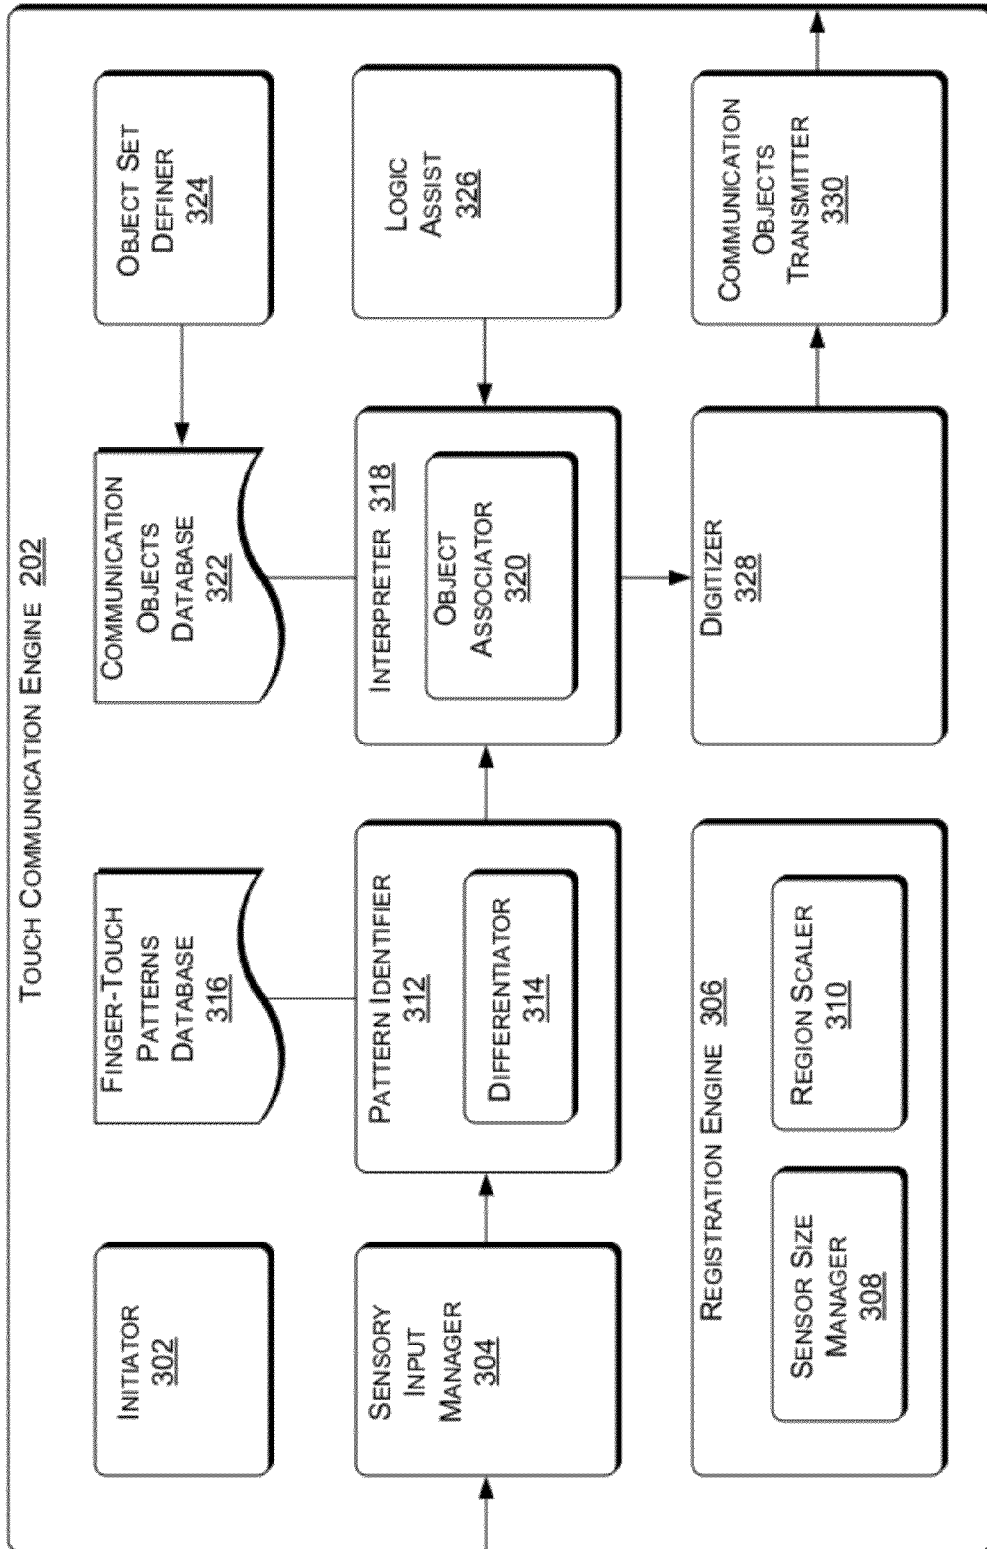 TOUCH COMMUNICATION ENGINE 202
INITIATOR
302
FINGER-TOUCH
PATTERNS
DATABASE
316
COMMUNICATION
OBJECTS
DATABASE
322
OBJECT SET
DEFINER
324
SENSORY
INPUT
MANAGER
304
PATTERN IDENTIFIER
312
DIFFERENTIATOR
314
INTERPRETER 318
OBJECT
ASSOCIATOR
320
LOGIC
ASSIST
326
REGISTRATION ENGINE 306
SENSOR SIZE
MANAGER
308
REGION SCALER
310
DIGITIZER
328
COMMUNICATION
OBJECTS
TRANSMITTER
330